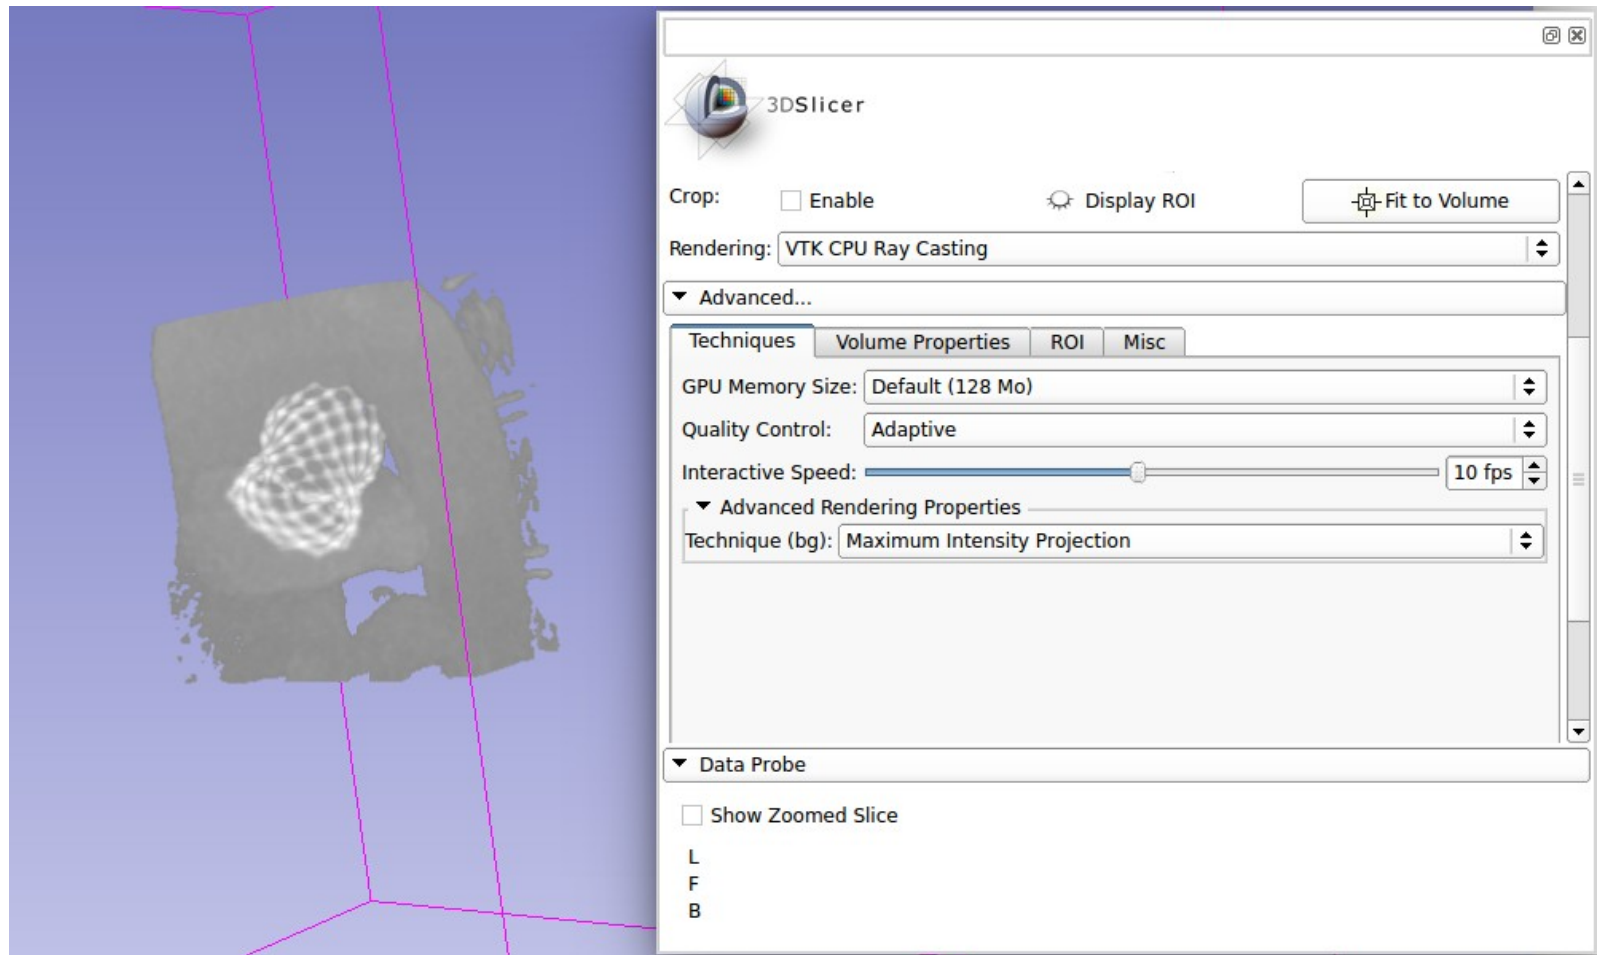 3DSlicer
Crop: Enable Display ROI Fit to Volume
Rendering: VTK CPU Ray Casting
Advanced...
Techniques Volume Properties ROI Misc
GPU Memory Size: Default (128 Mo)
Quality Control: Adaptive
Interactive Speed: 10 fps
Advanced Rendering Properties
Technique (bg): Maximum Intensity Projection
Data Probe
Show Zoomed Slice
L
F
B